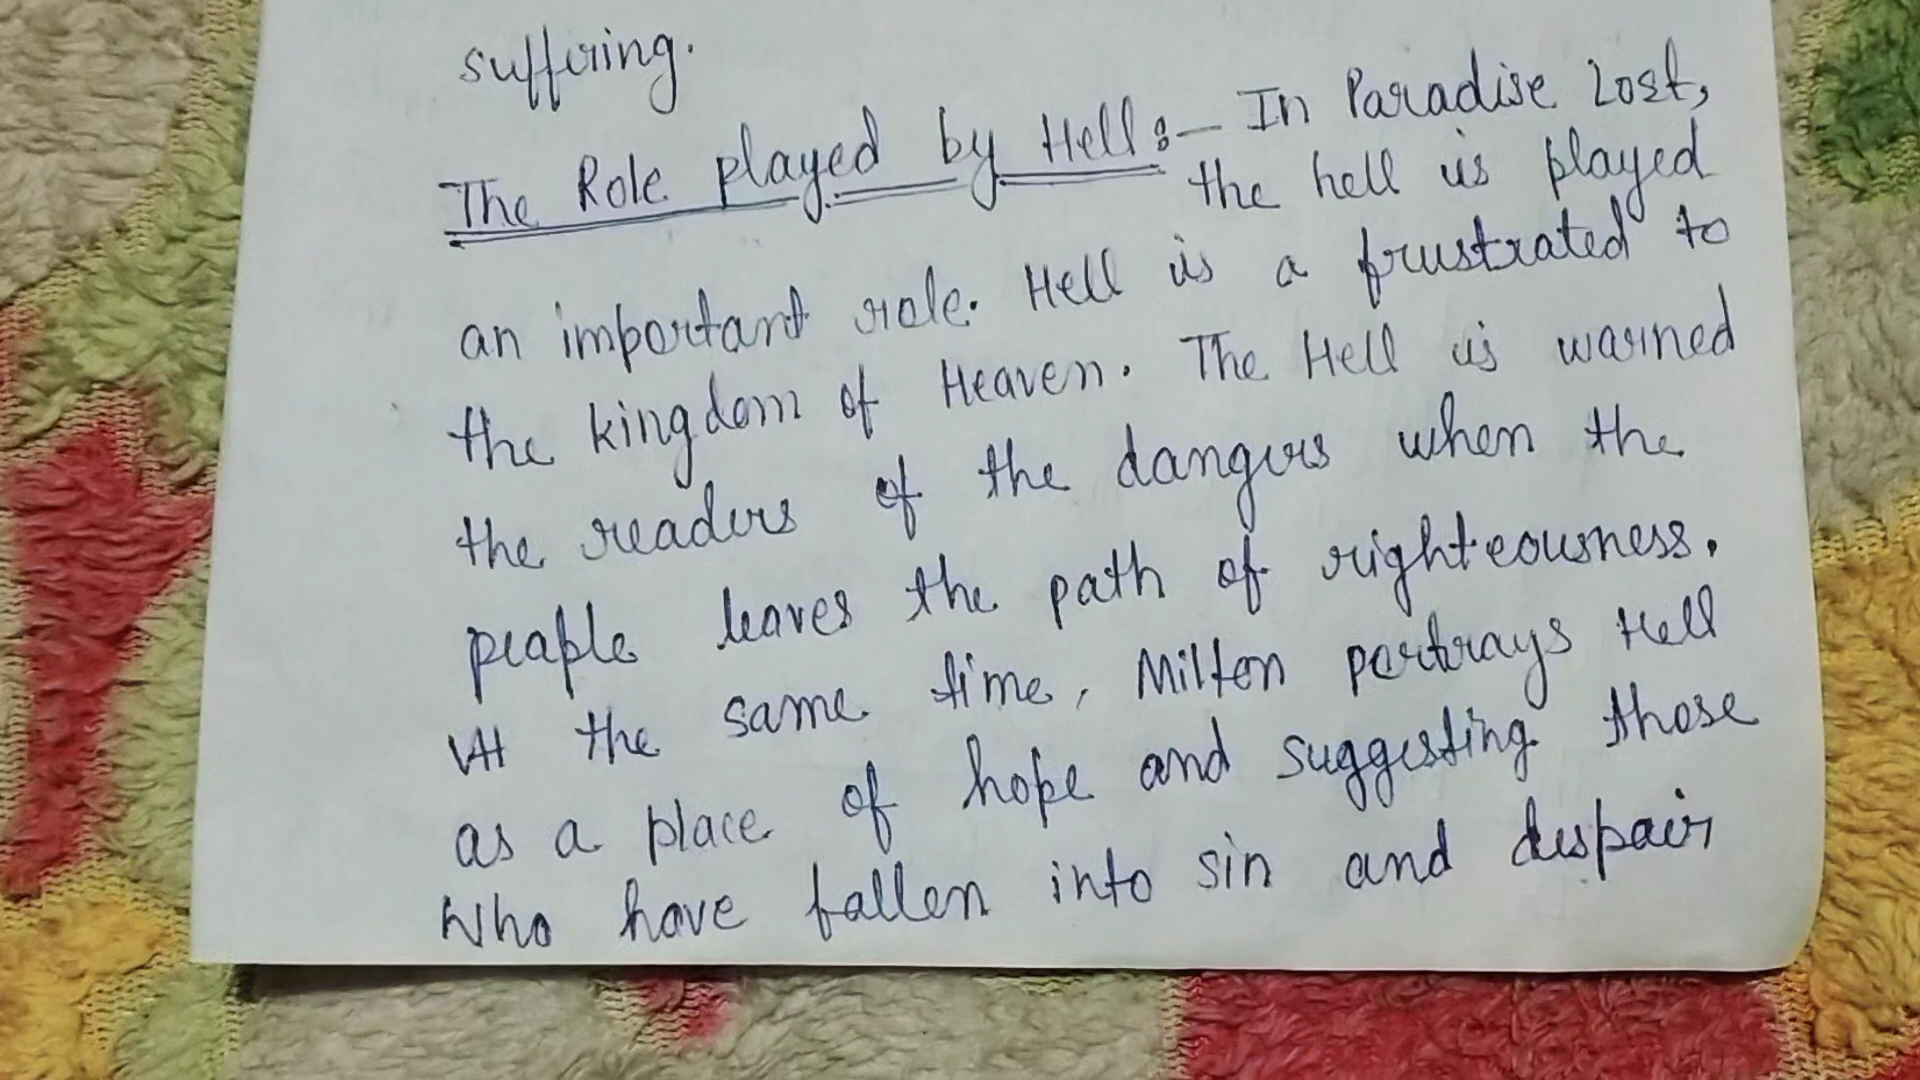 suffering.
The Role played by Hell :- In Paradise Lost,
the hell is played
an important role. Hell is a frustrated to
the kingdom of Heaven. The Hell is warned
the readers of the dangers when the
people leaves the path of righteousness.
At the same time, Milton portrays Hell
as a place of hope and suggesting those
who have fallen into sin and despair